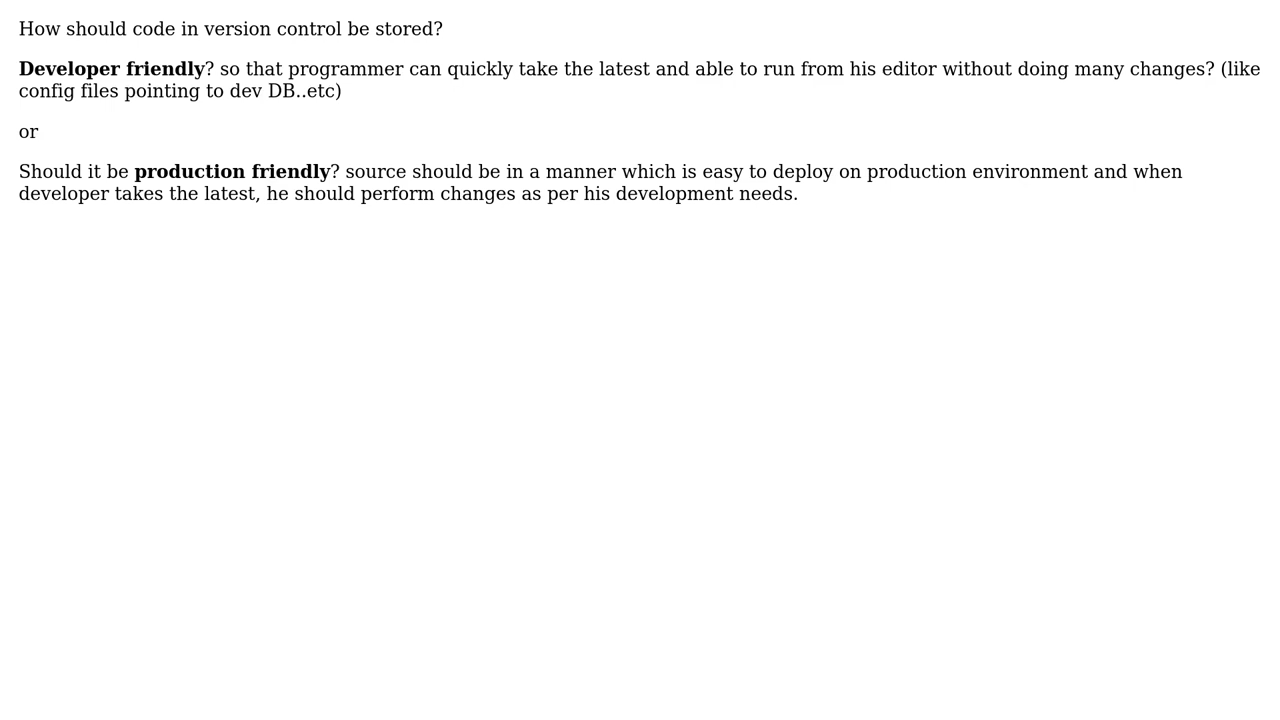 How should code in version control be stored?
Developer friendly? so that programmer can quickly take the latest and able to run from his editor without doing many changes? (like
config files pointing to dev DB..etc)
or
Should it be production friendly? source should be in a manner which is easy to deploy on production environment and when
developer takes the latest, he should perform changes as per his development needs.